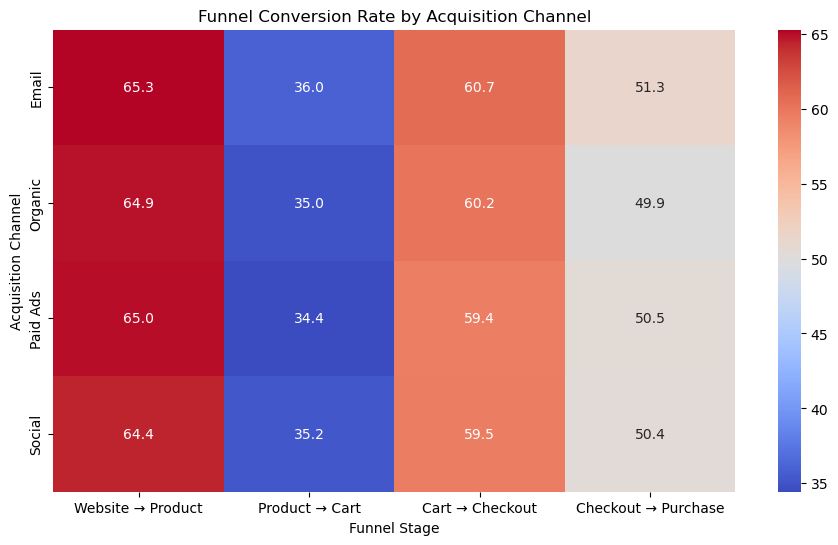 Funnel Conversion Rate by Acquisition Channel
Acquisition Channel
Email
65.3 36.0 60.7 51.3
Organic
64.9 35.0 60.2 49.9
Paid Ads
65.0 34.4 59.4 50.5
Social
64.4 35.2 59.5 50.4
Website → Product Product → Cart Cart → Checkout Checkout → Purchase
Funnel Stage
65
60
55
50
45
40
35